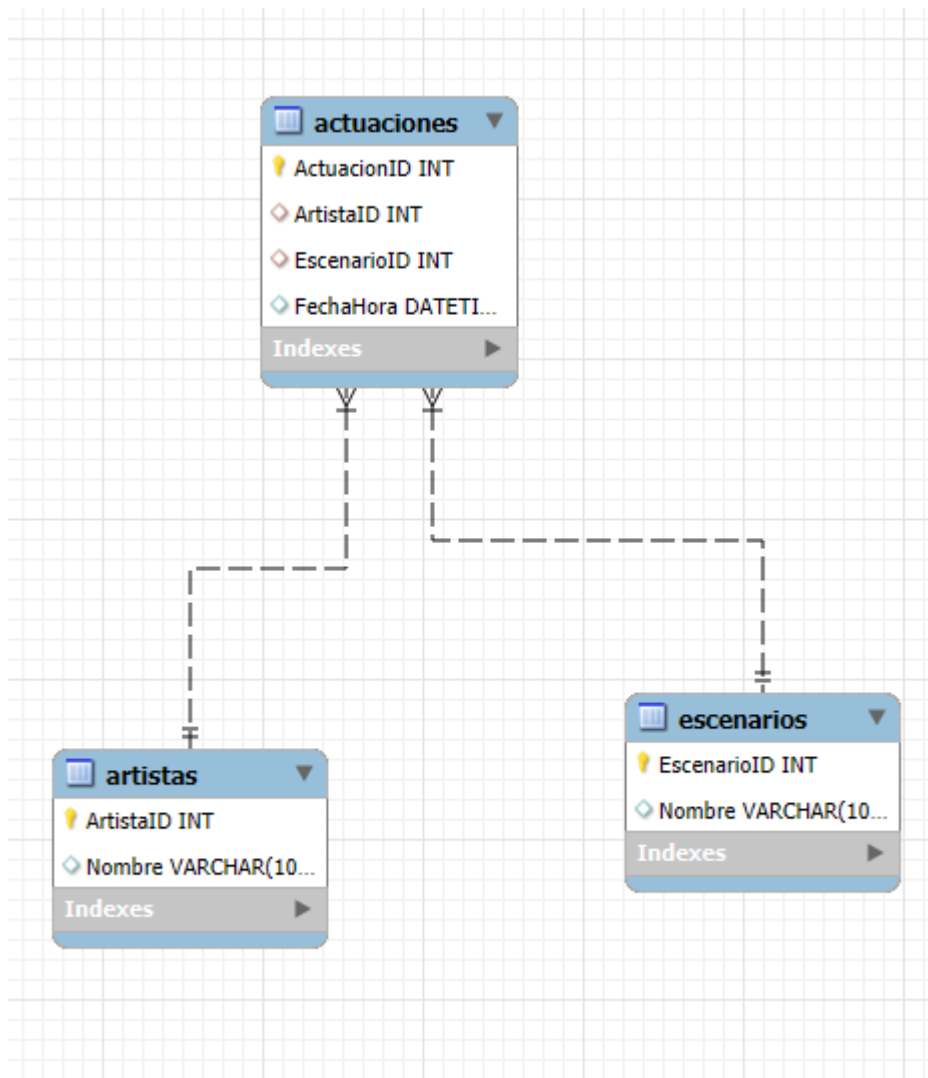 actuaciones
ActuacionID INT
ArtistaID INT
EscenarioID INT
FechaHora DATETI...
Indexes
artistas
ArtistaID INT
Nombre VARCHAR(10...
Indexes
escenarios
EscenarioID INT
Nombre VARCHAR(10...
Indexes